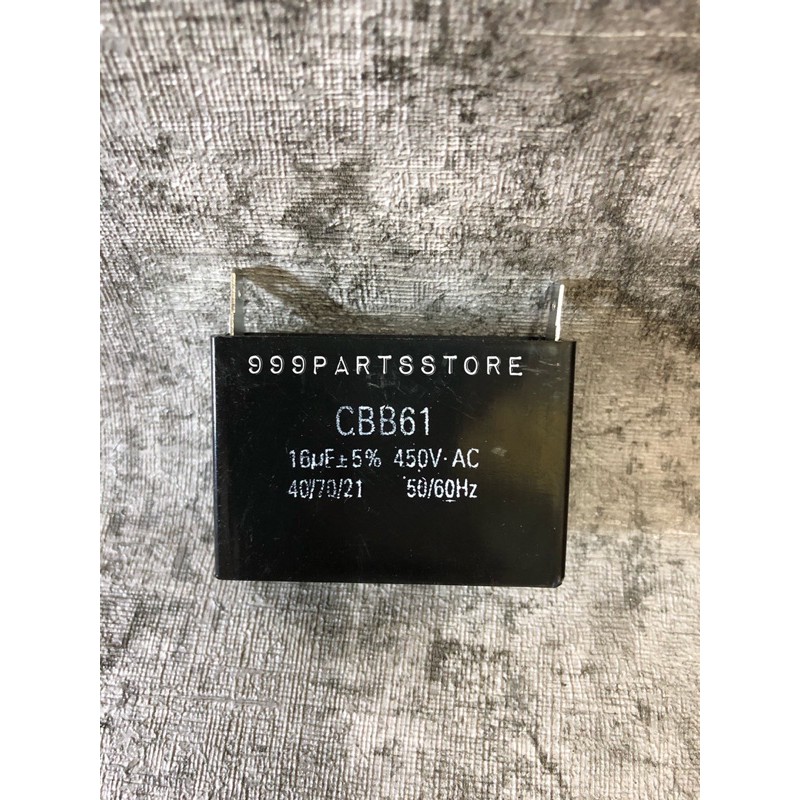 999PARTSSTORE
CBB61
16µF±5% 450V·AC
40/70/21 50/60Hz